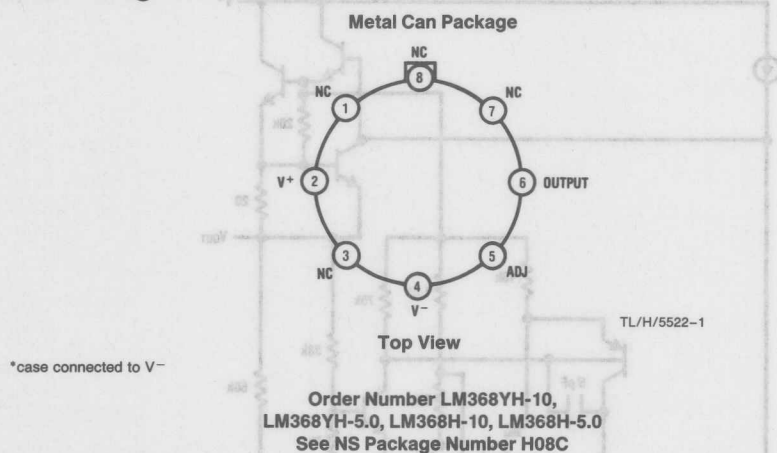 Metal Can Package
NC
8
NC
1
NC
7
V+
2
6
OUTPUT
3
NC
5
ADJ
4
V−
TL/H/5522-1
Top View
*case connected to V−
Order Number LM368YH-10,
LM368YH-5.0, LM368H-10, LM368H-5.0
See NS Package Number H08C